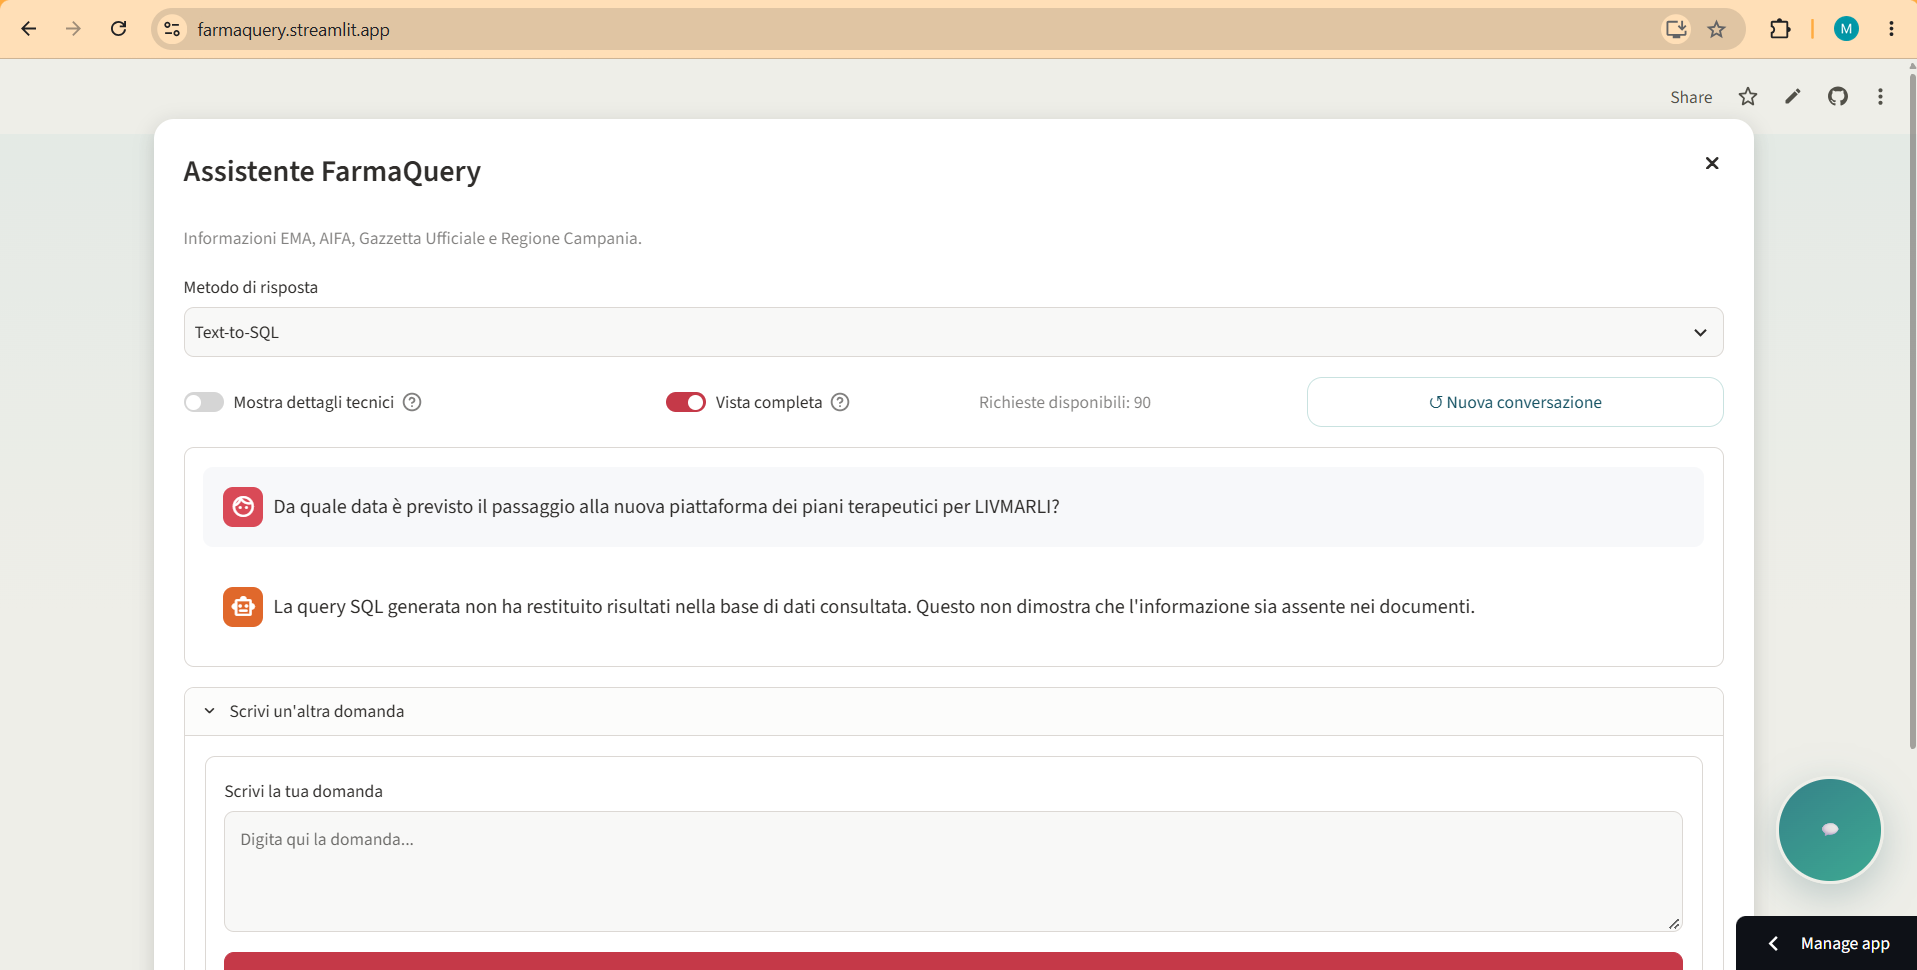 farmaquery.streamlit.app
M
Share
Assistente FarmaQuery
Informazioni EMA, AIFA, Gazzetta Ufficiale e Regione Campania.
Metodo di risposta
Text-to-SQL
Mostra dettagli tecnici
Vista completa
Richieste disponibili: 90
↺ Nuova conversazione
Da quale data è previsto il passaggio alla nuova piattaforma dei piani terapeutici per LIVMARLI?
La query SQL generata non ha restituito risultati nella base di dati consultata. Questo non dimostra che l'informazione sia assente nei documenti.
Scrivi un'altra domanda
Scrivi la tua domanda
Digita qui la domanda...
Manage app